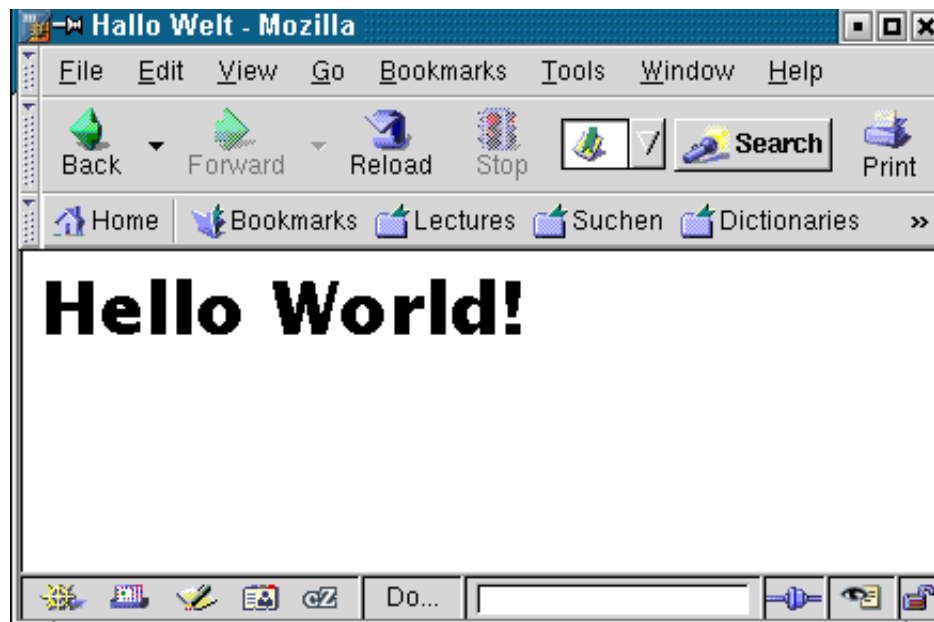 Hallo Welt - Mozilla
File Edit View Go Bookmarks Tools Window Help
Back Forward Reload Stop Search Print
Home Bookmarks Lectures Suchen Dictionaries »
Hello World!
cZ Do...